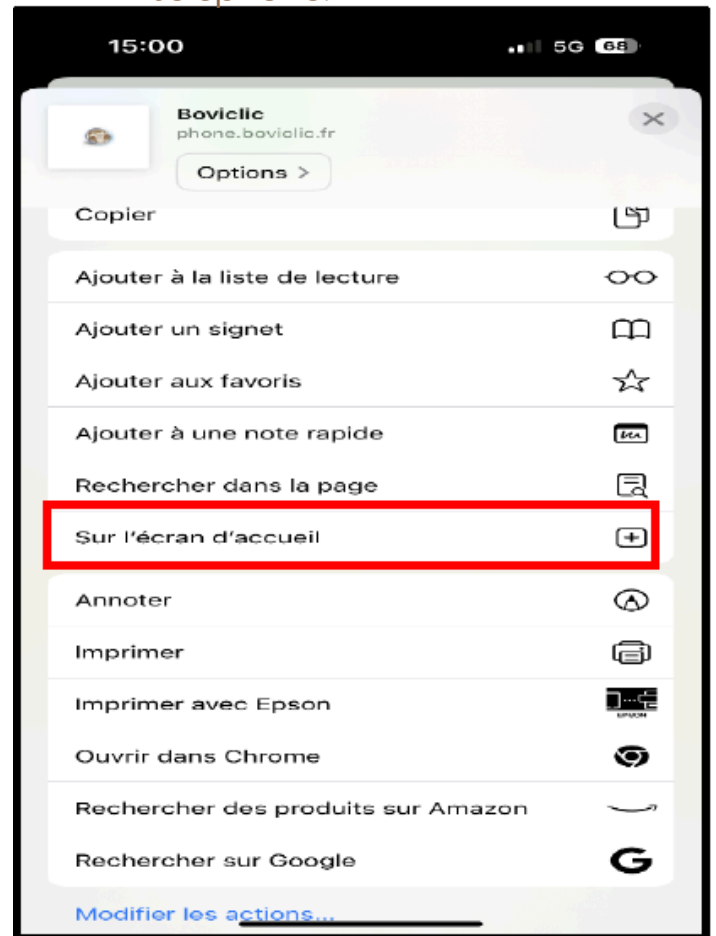 15:00 5G 68
Boviclic
phone.boviclic.fr
Options >
Copier
Ajouter à la liste de lecture
Ajouter un signet
Ajouter aux favoris
Ajouter à une note rapide
Rechercher dans la page
Sur l'écran d'accueil
Annoter
Imprimer
Imprimer avec Epson
EPSON
Ouvrir dans Chrome
Rechercher des produits sur Amazon
Rechercher sur Google
G
Modifier les actions...